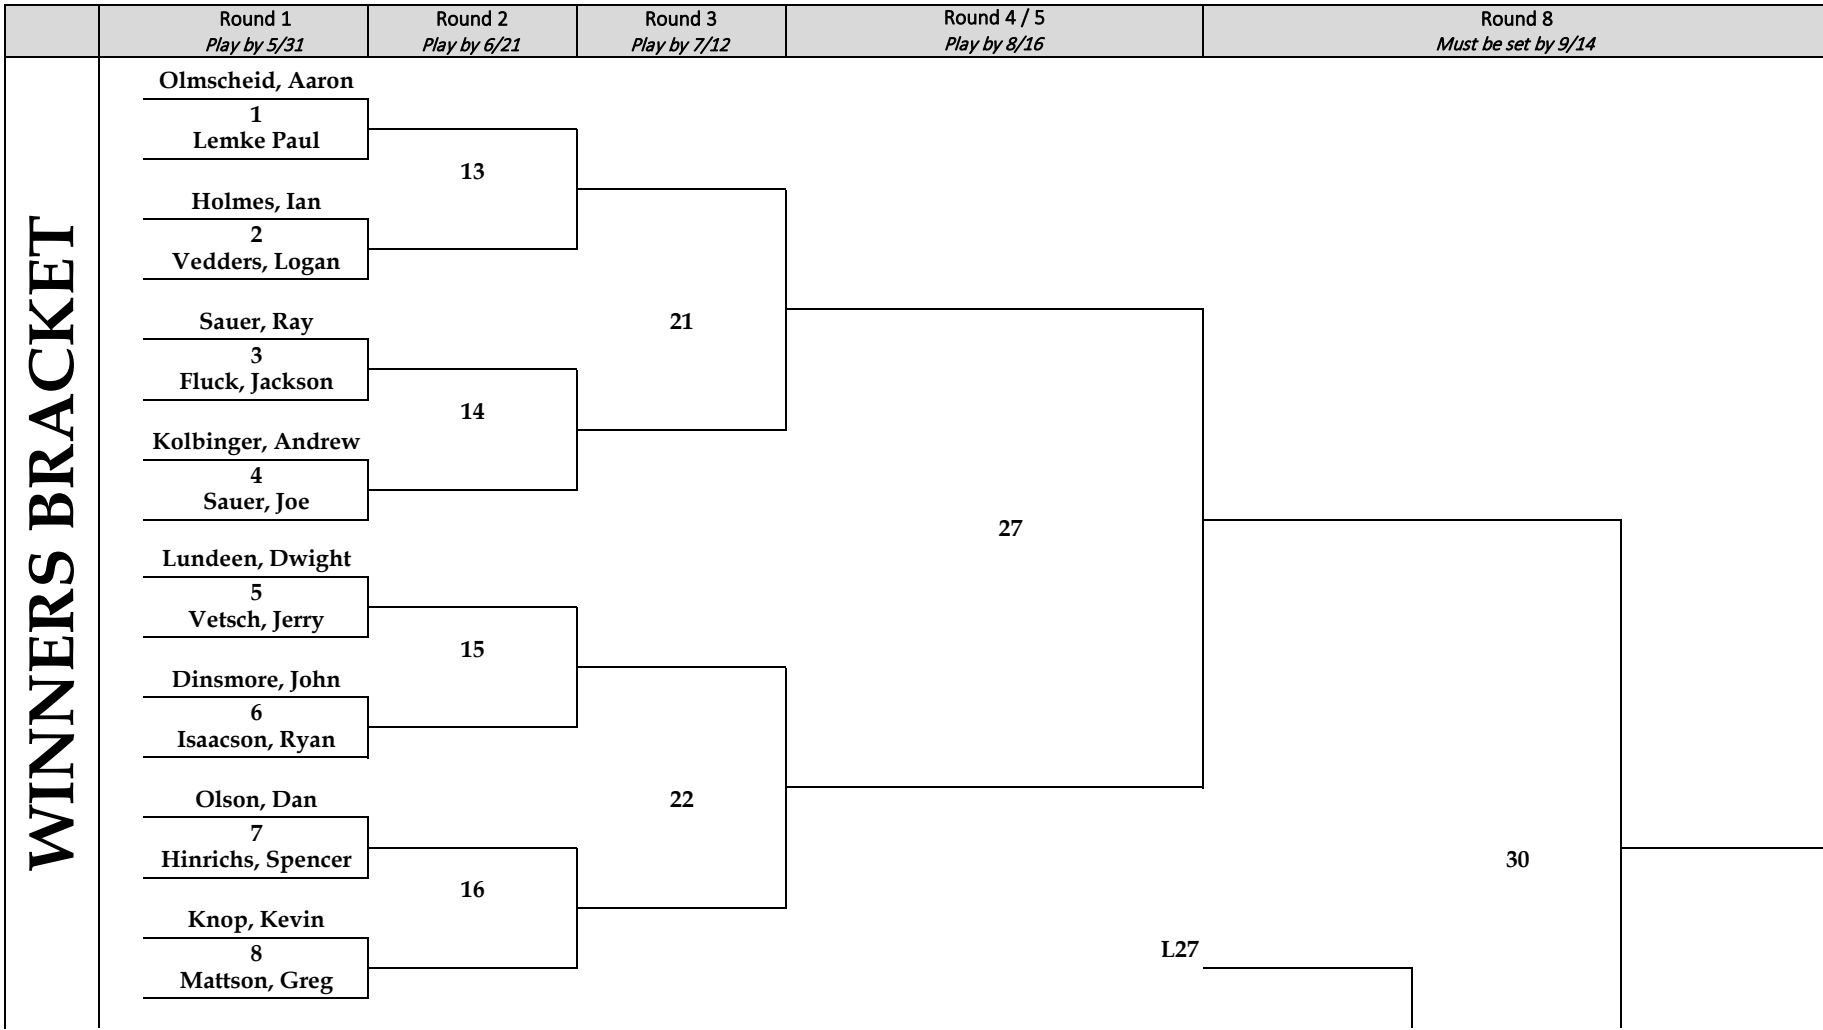 Round 1
Play by 5/31
Round 2
Play by 6/21
Round 3
Play by 7/12
Round 4 / 5
Play by 8/16
Round 8
Must be set by 9/14
WINNERS BRACKET
Olmscheid, Aaron
1
Lemke Paul
13
Holmes, Ian
2
Vedders, Logan
Sauer, Ray
21
3
Fluck, Jackson
14
Kolbinger, Andrew
4
Sauer, Joe
27
Lundeen, Dwight
5
Vetsch, Jerry
15
Dinsmore, John
6
Isaacson, Ryan
Olson, Dan
22
7
Hinrichs, Spencer
30
16
Knop, Kevin
8
L27
Mattson, Greg